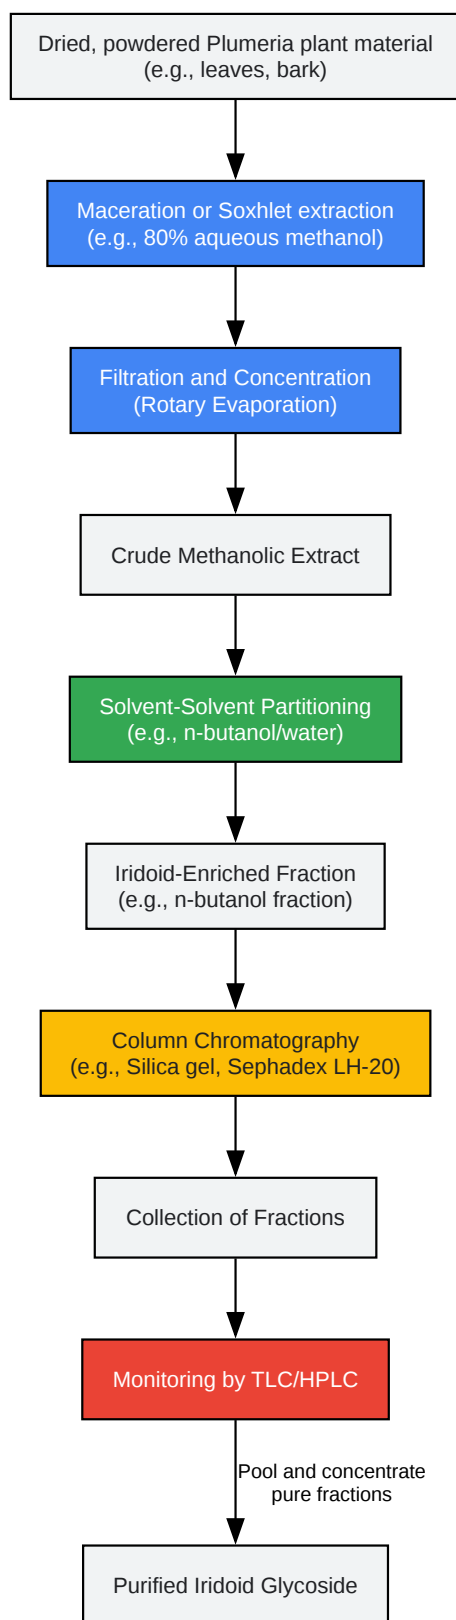 Dried, powdered Plumeria plant material
(e.g., leaves, bark)
Maceration or Soxhlet extraction
(e.g., 80% aqueous methanol)
Filtration and Concentration
(Rotary Evaporation)
Crude Methanolic Extract
Solvent-Solvent Partitioning
(e.g., n-butanol/water)
Iridoid-Enriched Fraction
(e.g., n-butanol fraction)
Column Chromatography
(e.g., Silica gel, Sephadex LH-20)
Collection of Fractions
Monitoring by TLC/HPLC
Pool and concentrate
pure fractions
Purified Iridoid Glycoside